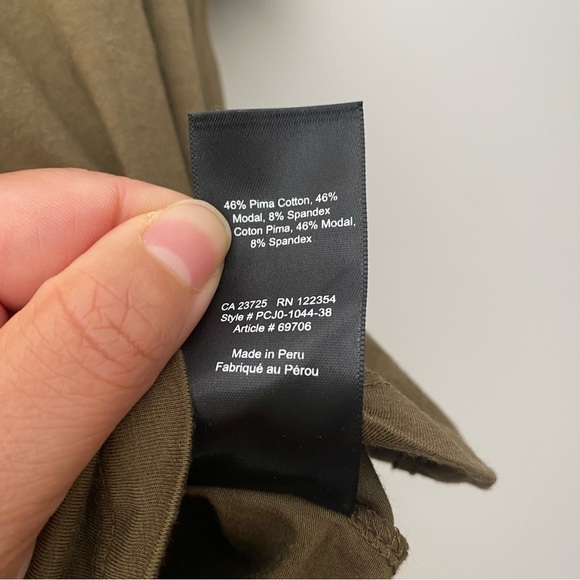 46% Pima Cotton, 46%
Modal, 8% Spandex
Coton Pima, 46% Modal,
8% Spandex
CA 23725 RN 122354
Style # PCJ0-1044-38
Article # 69706
Made in Peru
Fabriqué au Pérou